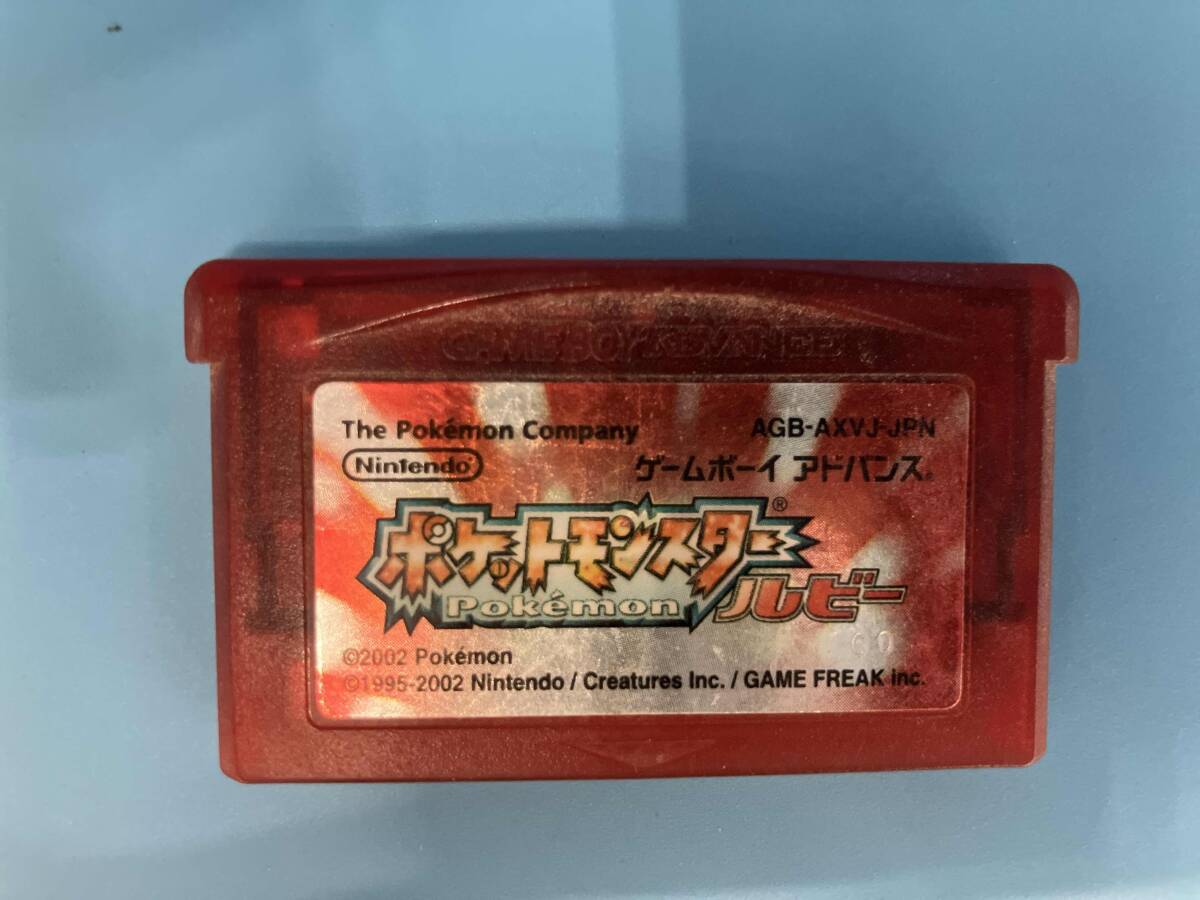 GAME BOY ADVANCE
The Pokémon Company
AGB-AXVJ-JPN
Nintendo®
ゲームボーイ アドバンス®
ポケットモンスター®
Pokémon
ルビー
60
©2002 Pokémon
©1995-2002 Nintendo / Creatures Inc. / GAME FREAK inc.